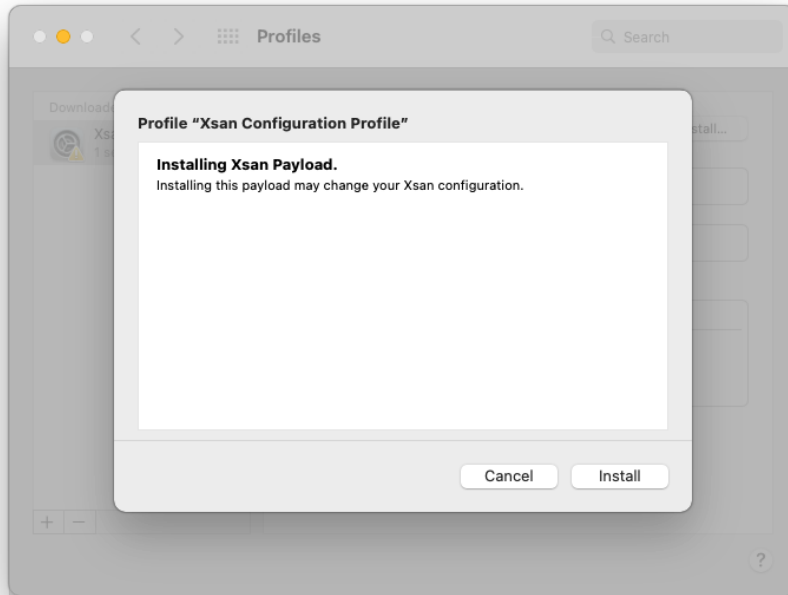 Profiles
Search
Profile “Xsan Configuration Profile”
Installing Xsan Payload.
Installing this payload may change your Xsan configuration.
Cancel
Install
?